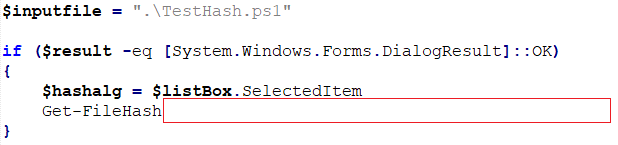 $inputfile = ".\TestHash.ps1"
if ($result -eq [System.Windows.Forms.DialogResult]::OK)
{
$hashalg = $listBox.SelectedItem
Get-FileHash
}